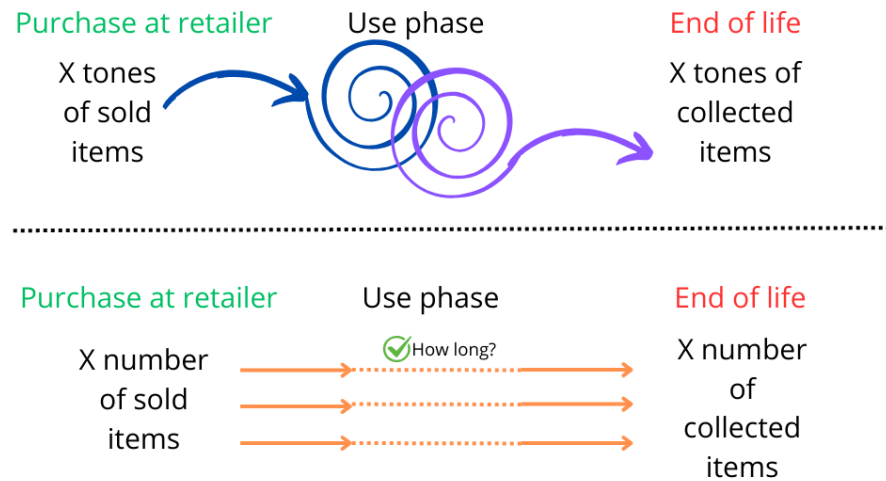 Purchase at retailer Use phase End of life
X tones
of sold
items
X tones of
collected
items
Purchase at retailer Use phase End of life
X number
of sold
items
How long?
X number
of
collected
items